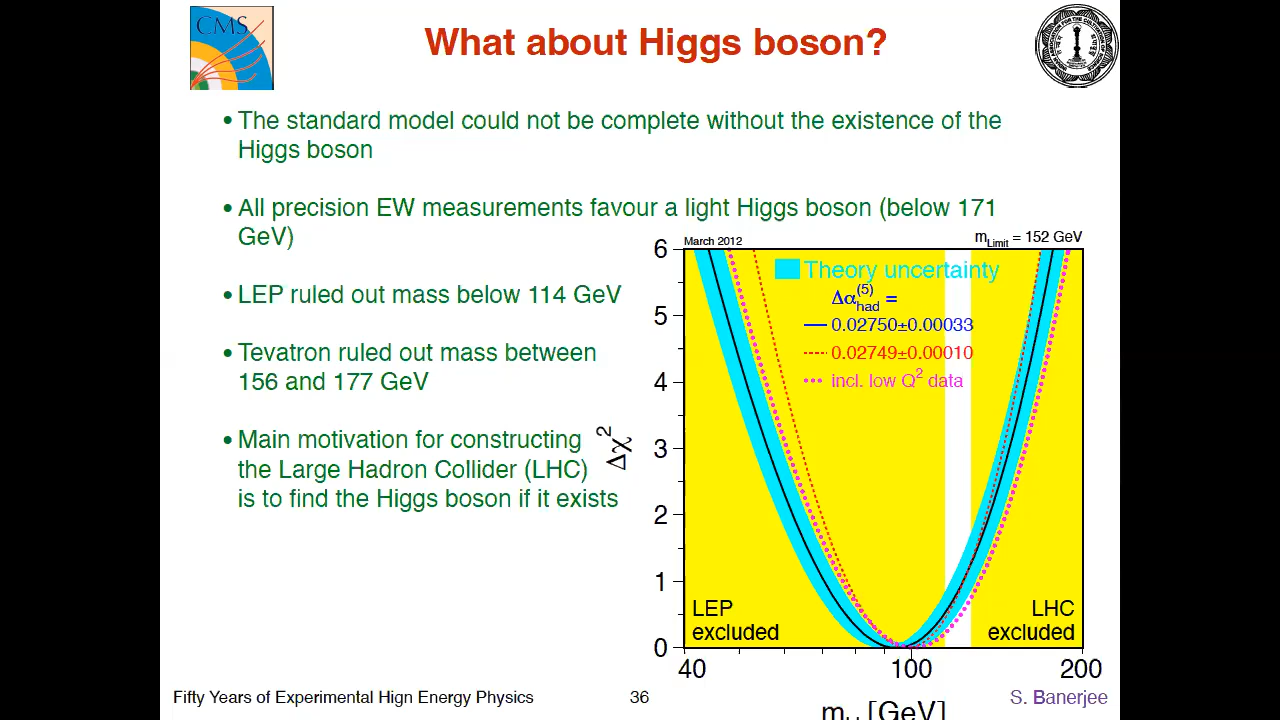 CMS
What about Higgs boson?
• The standard model could not be complete without the existence of the
Higgs boson
• All precision EW measurements favour a light Higgs boson (below 171
GeV)
• LEP ruled out mass below 114 GeV
• Tevatron ruled out mass between
156 and 177 GeV
• Main motivation for constructing
the Large Hadron Collider (LHC)
is to find the Higgs boson if it exists
March 2012
mLimit = 152 GeV
Theory uncertainty
Δα(5)had =
0.02750±0.00033
0.02749±0.00010
incl. low Q2 data
6
5
4
3
2
1
0
Δχ2
LEP
excluded
LHC
excluded
40
100
200
[GeV]
Fifty Years of Experimental Hign Energy Physics
36
S. Banerjee